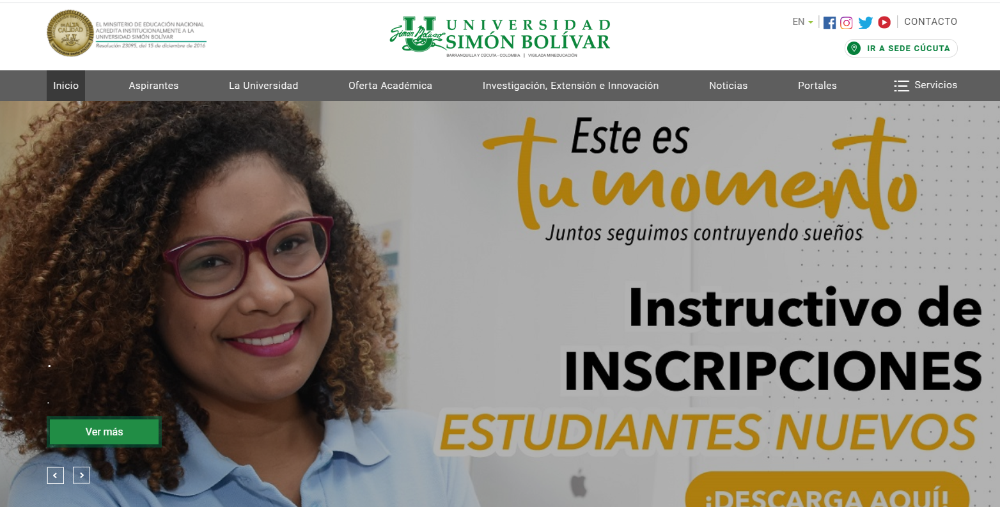 DE ALTA
CALIDAD
EL MINISTERIO DE EDUCACIÓN NACIONAL
ACREDITA INSTITUCIONALMENTE A LA
UNIVERSIDAD SIMÓN BOLÍVAR
Resolución 23095, del 15 de diciembre de 2016
Simón Bolívar
UNIVERSIDAD
SIMÓN BOLÍVAR
BARRANQUILLA Y CÚCUTA - COLOMBIA | VIGILADA MINEDUCACIÓN
EN
CONTACTO
IR A SEDE CÚCUTA
Inicio Aspirantes La Universidad Oferta Académica Investigación, Extensión e Innovación Noticias Portales Servicios
Este es
tu momento
Juntos seguimos contruyendo sueños
Instructivo de
INSCRIPCIONES
ESTUDIANTES NUEVOS
¡DESCARGA AQUÍ!
.
.
Ver más